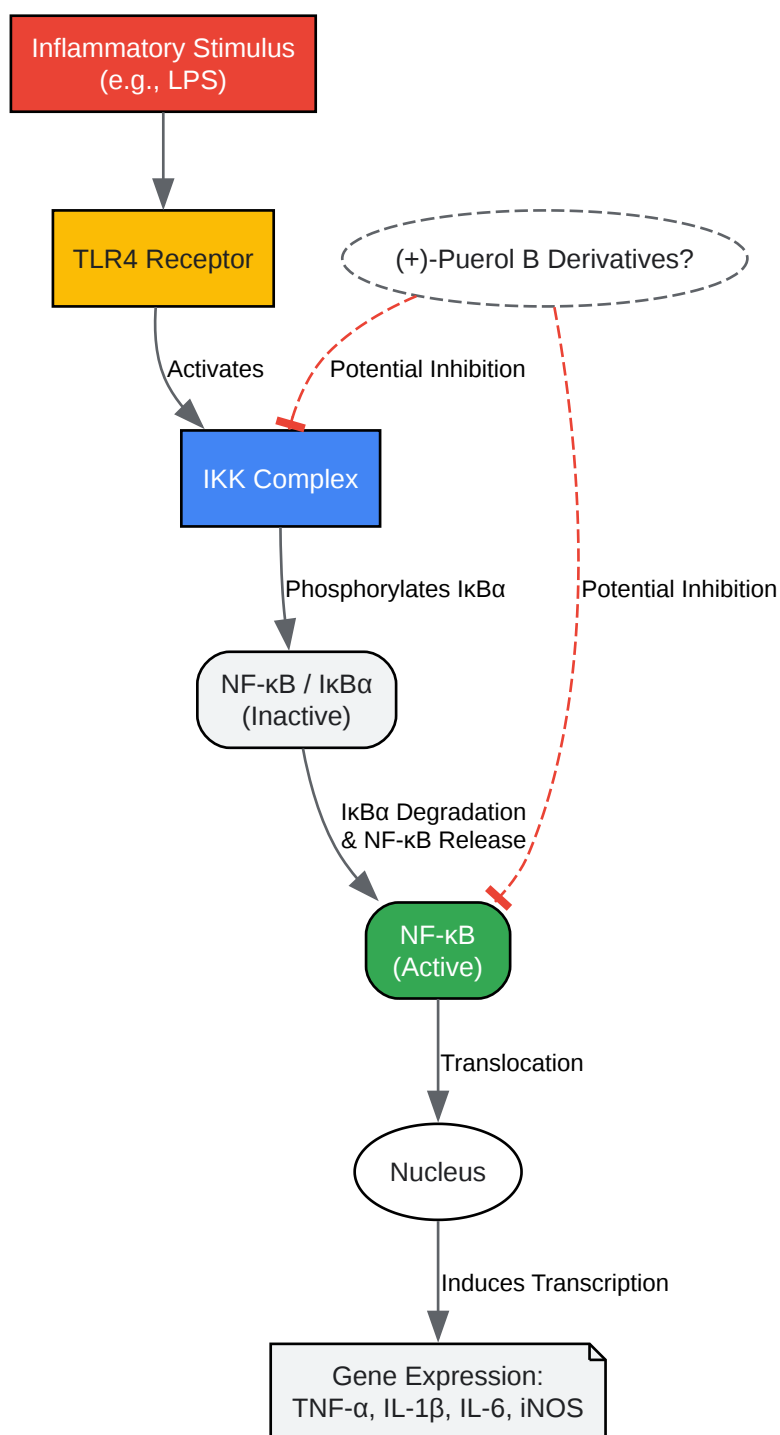 Inflammatory Stimulus
(e.g., LPS)
TLR4 Receptor
(+)-Puerol B Derivatives?
Activates
Potential Inhibition
IKK Complex
Phosphorylates IκBα
Potential Inhibition
NF-κB / IκBα
(Inactive)
IκBα Degradation
& NF-κB Release
NF-κB
(Active)
Translocation
Nucleus
Induces Transcription
Gene Expression:
TNF-α, IL-1β, IL-6, iNOS